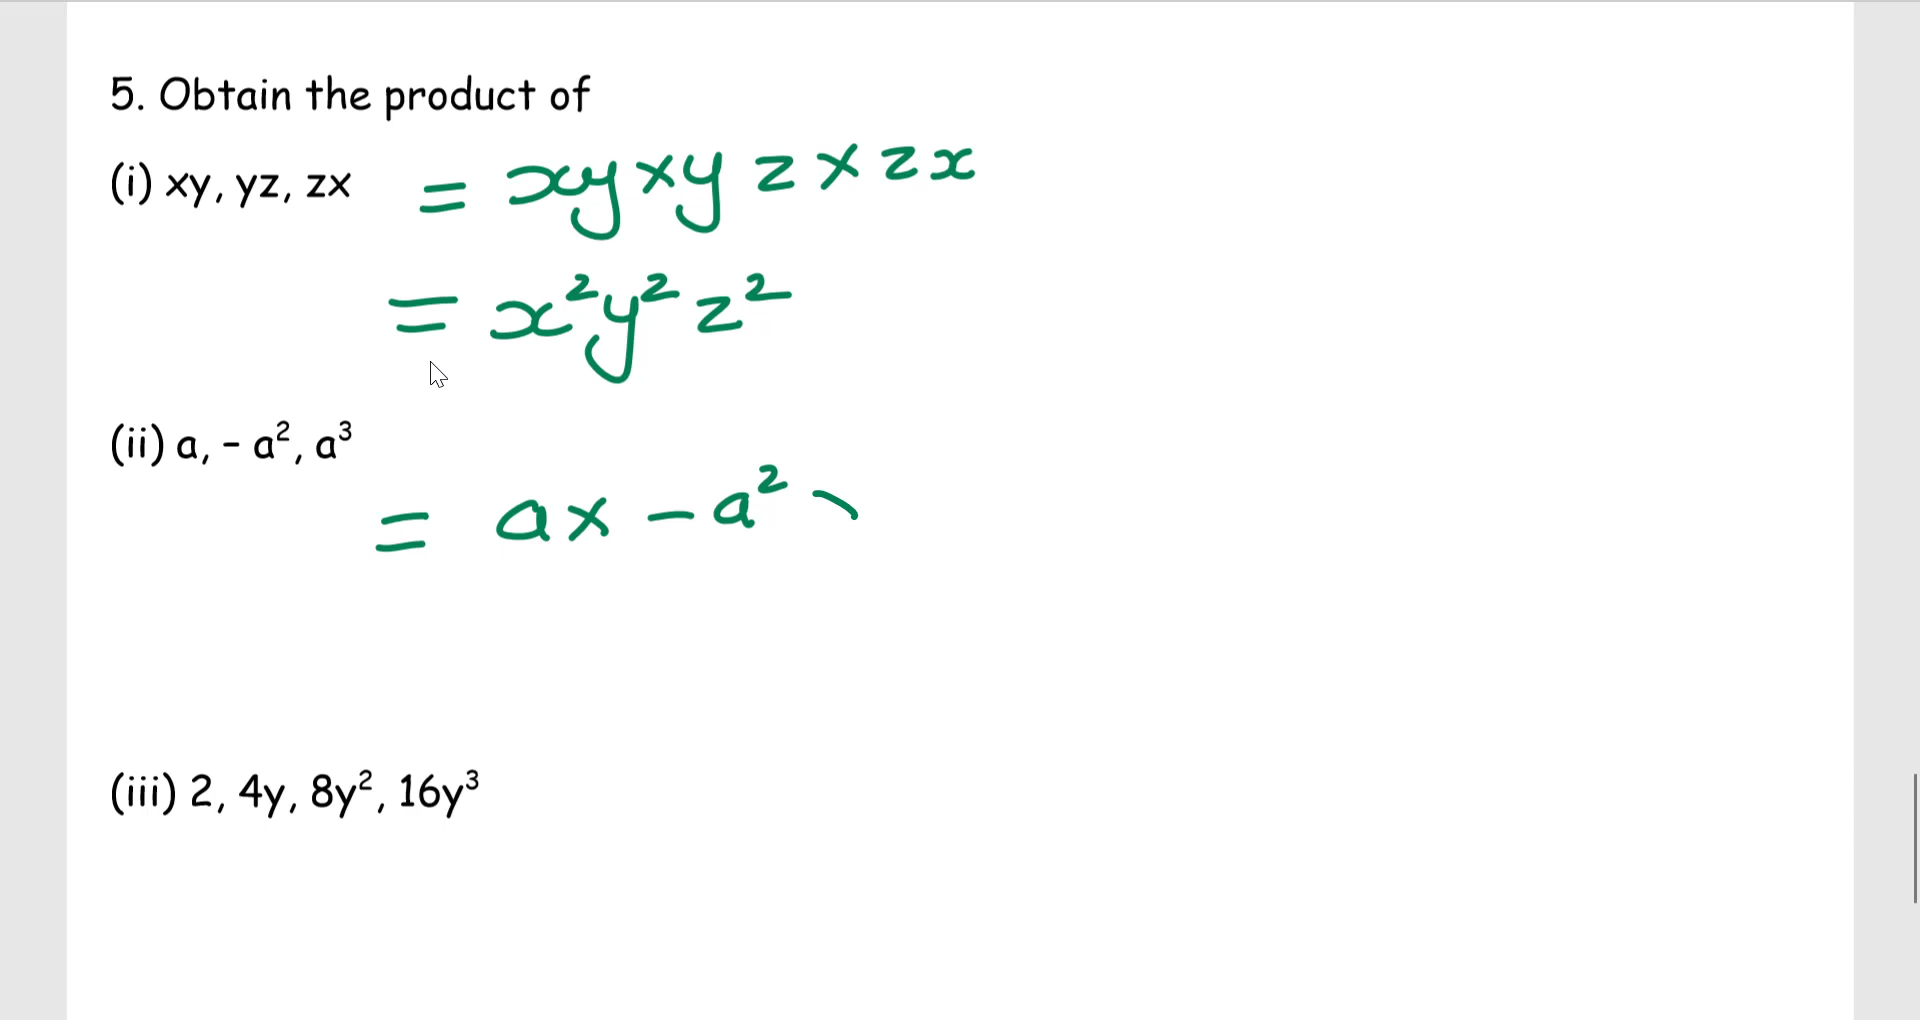 5. Obtain the product of
(i) xy, yz, zx = xy × yz × zx
= x²y²z²
(ii) a, - a², a³
= a × - a²
(iii) 2, 4y, 8y², 16y³